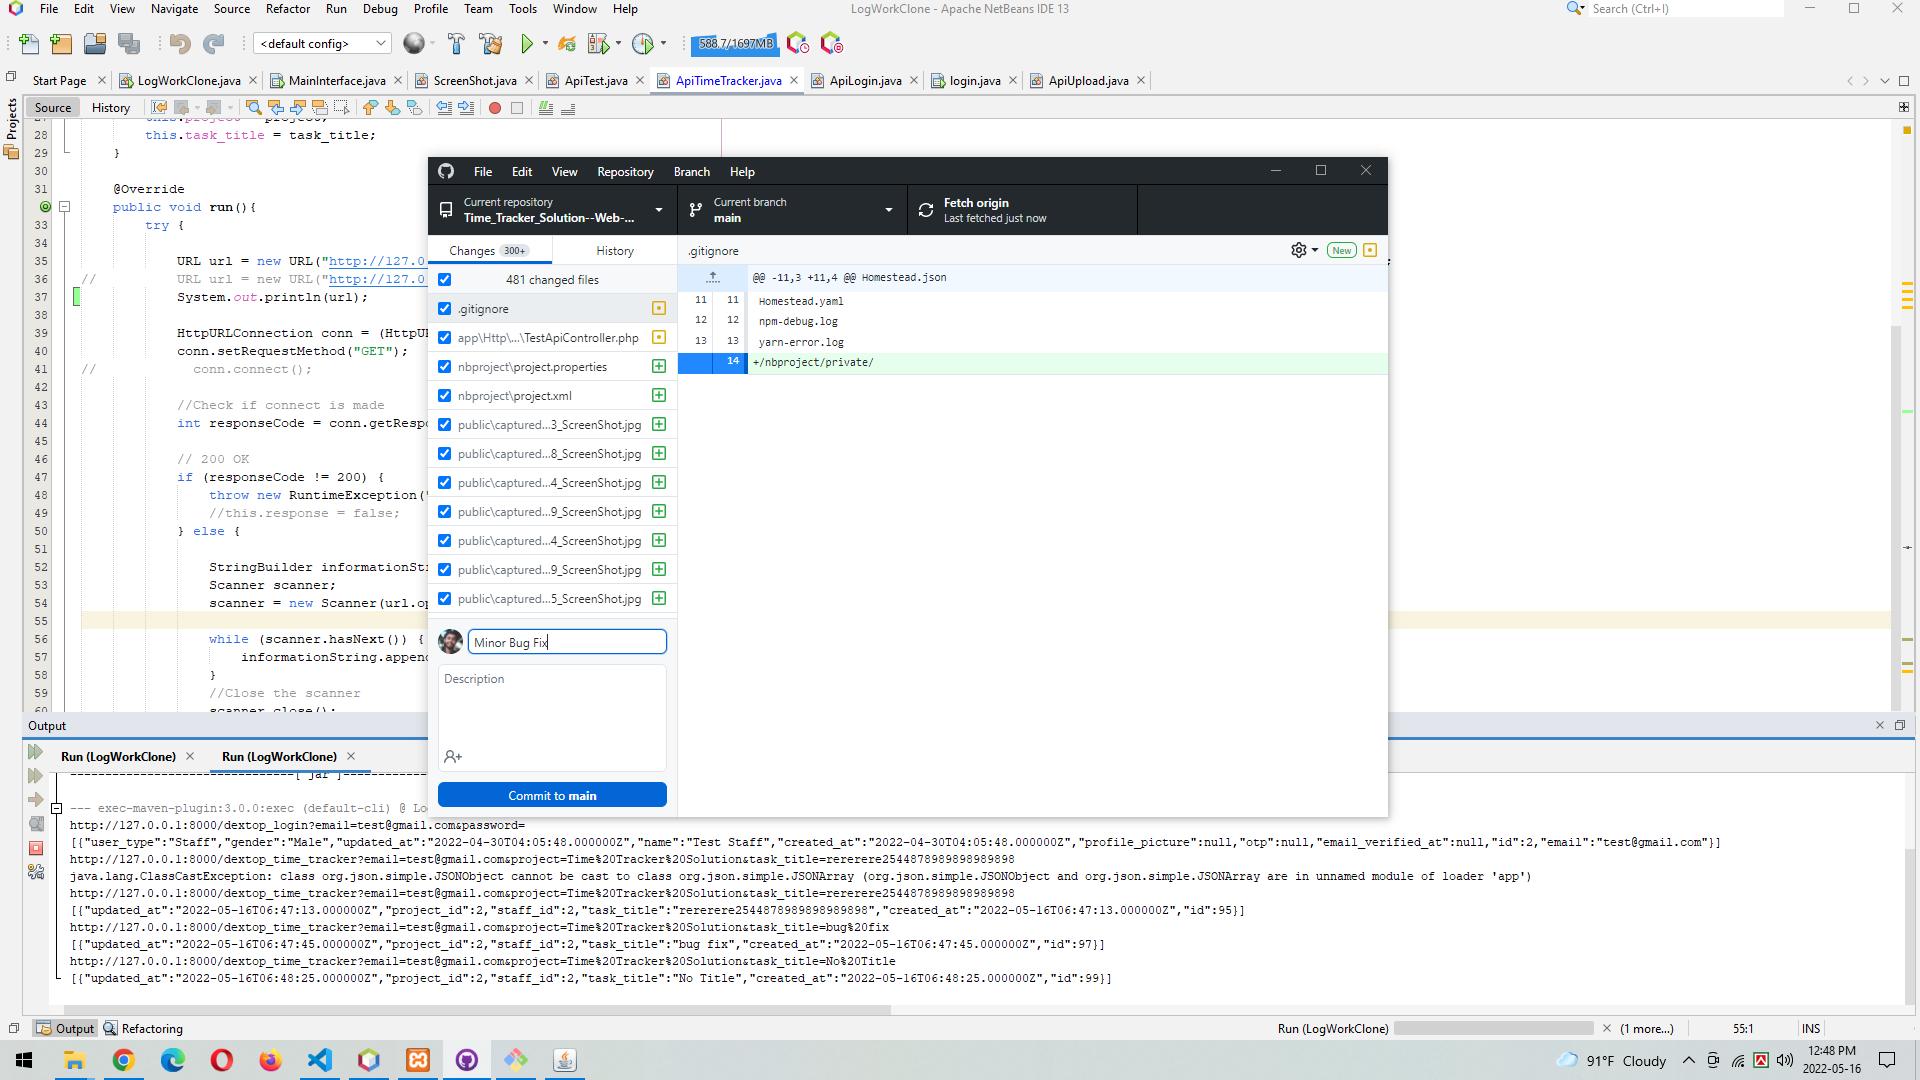 File Edit View Navigate Source Refactor Run Debug Profile Team Tools Window Help
LogWorkClone - Apache NetBeans IDE 13
Search (Ctrl+I)
<default config>
588.7/1697MB
Start Page
LogWorkClone.java
MainInterface.java
ScreenShot.java
ApiTest.java
ApiTimeTracker.java
ApiLogin.java
login.java
ApiUpload.java
Projects
Source
History
28 this.task_title = task_title;
29 }
30
31 @Override
public void run(){
33 try {
34
35 URL url = new URL("http://127.0
36 // URL url = new URL("http://127.0
37 System.out.println(url);
38
39 HttpURLConnection conn = (HttpUR
40 conn.setRequestMethod("GET");
41 // conn.connect();
42
43 //Check if connect is made
44 int responseCode = conn.getRespo
45
46 // 200 OK
47 if (responseCode != 200) {
48 throw new RuntimeException("
49 //this.response = false;
50 } else {
51
52 StringBuilder informationStr
53 Scanner scanner;
54 scanner = new Scanner(url.op
55
56 while (scanner.hasNext()) {
57 informationString.append
58 }
59 //Close the scanner
60 scanner.close();
File Edit View Repository Branch Help
Current repository
Time_Tracker_Solution--Web-...
Current branch
main
Fetch origin
Last fetched just now
Changes 300+
History
.gitignore
New
481 changed files
.gitignore
app\Http\...\TestApiController.php
nbproject\project.properties
nbproject\project.xml
public\captured...3_ScreenShot.jpg
public\captured...8_ScreenShot.jpg
public\captured...4_ScreenShot.jpg
public\captured...9_ScreenShot.jpg
public\captured...4_ScreenShot.jpg
public\captured...9_ScreenShot.jpg
public\captured...5_ScreenShot.jpg
@@ -11,3 +11,4 @@ Homestead.json
11 11 Homestead.yaml
12 12 npm-debug.log
13 13 yarn-error.log
14 +/nbproject/private/
Minor Bug Fix
Description
Commit to main
Output
Run (LogWorkClone)
Run (LogWorkClone)
--- exec-maven-plugin:3.0.0:exec (default-cli) @ Lo
http://127.0.0.1:8000/dextop_login?email=test@gmail.com&password=
[{"user_type":"Staff","gender":"Male","updated_at":"2022-04-30T04:05:48.000000Z","name":"Test Staff","created_at":"2022-04-30T04:05:48.000000Z","profile_picture":null,"otp":null,"email_verified_at":null,"id":2,"email":"test@gmail.com"}]
http://127.0.0.1:8000/dextop_time_tracker?email=test@gmail.com&project=Time%20Tracker%20Solution&task_title=rererere2544878989898989898
java.lang.ClassCastException: class org.json.simple.JSONObject cannot be cast to class org.json.simple.JSONArray (org.json.simple.JSONObject and org.json.simple.JSONArray are in unnamed module of loader 'app')
http://127.0.0.1:8000/dextop_time_tracker?email=test@gmail.com&project=Time%20Tracker%20Solution&task_title=rererere2544878989898989898
[{"updated_at":"2022-05-16T06:47:13.000000Z","project_id":2,"staff_id":2,"task_title":"rererere2544878989898989898","created_at":"2022-05-16T06:47:13.000000Z","id":95}]
http://127.0.0.1:8000/dextop_time_tracker?email=test@gmail.com&project=Time%20Tracker%20Solution&task_title=bug%20fix
[{"updated_at":"2022-05-16T06:47:45.000000Z","project_id":2,"staff_id":2,"task_title":"bug fix","created_at":"2022-05-16T06:47:45.000000Z","id":97}]
http://127.0.0.1:8000/dextop_time_tracker?email=test@gmail.com&project=Time%20Tracker%20Solution&task_title=No%20Title
[{"updated_at":"2022-05-16T06:48:25.000000Z","project_id":2,"staff_id":2,"task_title":"No Title","created_at":"2022-05-16T06:48:25.000000Z","id":99}]
Output
Refactoring
Run (LogWorkClone)
(1 more...)
55:1
INS
91°F Cloudy
12:48 PM
2022-05-16